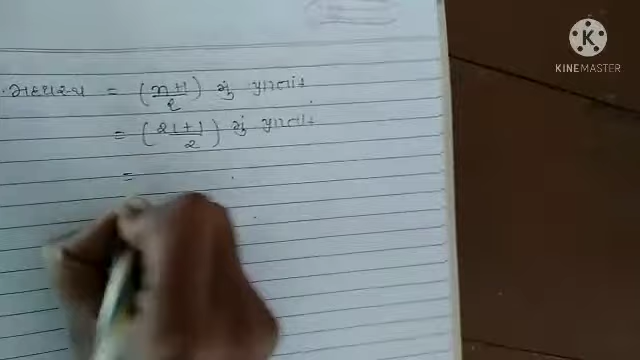 મધ્યસ્થ = (n+1/2) મું પ્રાપ્તાંક
= (21+1/2) મું પ્રાપ્તાંક
=
K
KINEMASTER